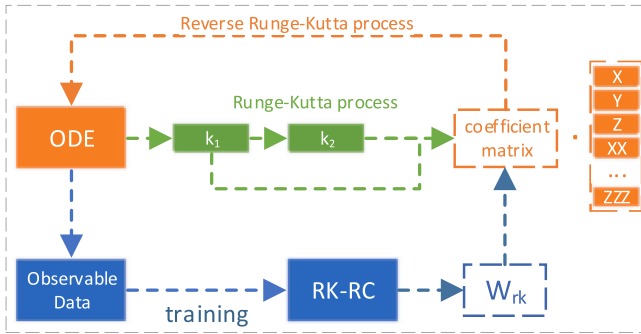 Reverse Runge-Kutta process
X
Y
Z
XX
...
ZZZ
Runge-Kutta process
ODE
k1
k2
coefficient
matrix
.
Observable
Data
training
RK-RC
Wrk